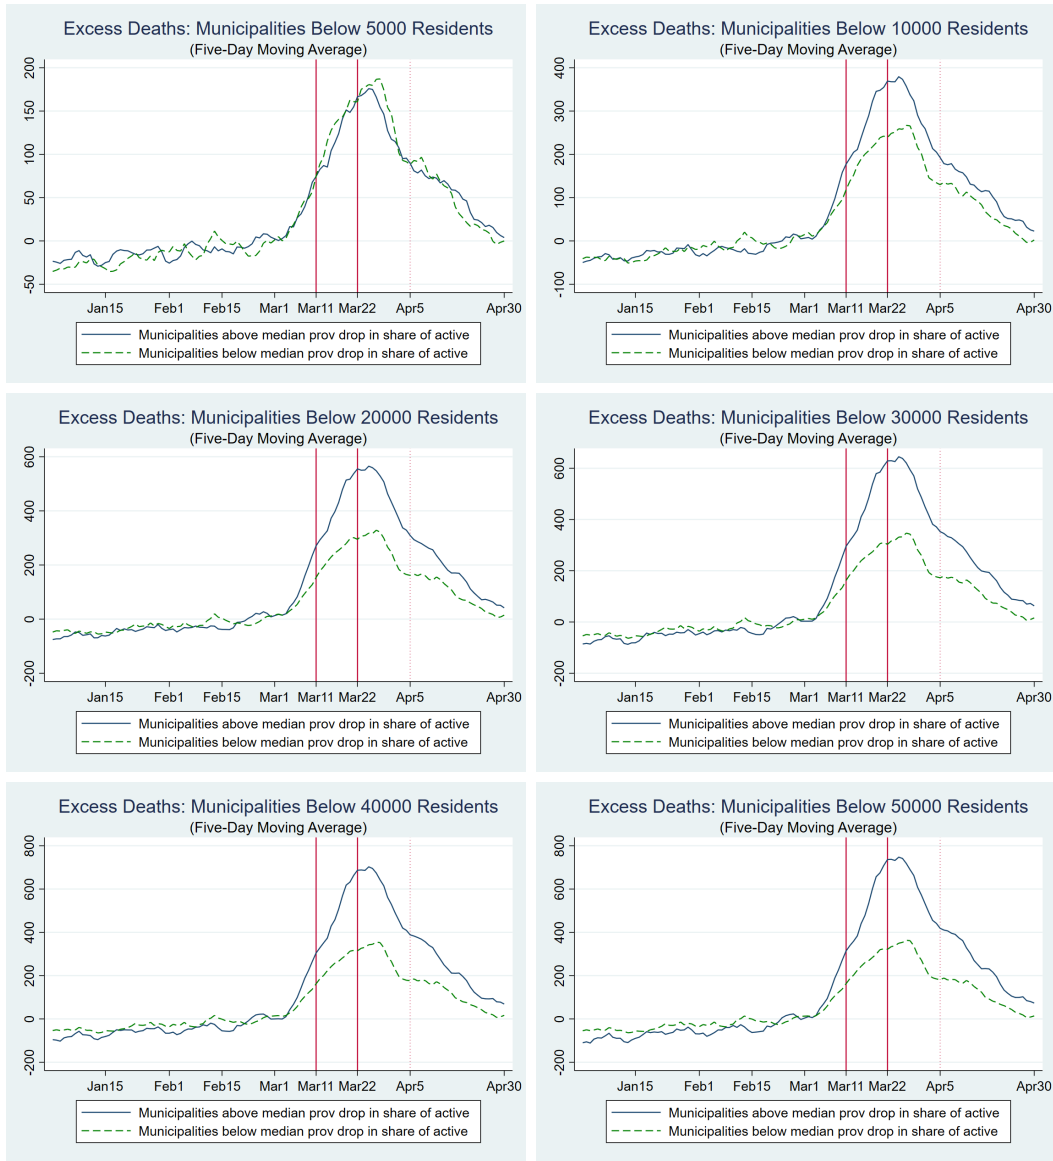 Excess Deaths: Municipalities Below 5000 Residents
(Five-Day Moving Average)
200
150
100
50
0
-50
Jan15 Feb1 Feb15 Mar1 Mar11 Mar22 Apr5 Apr30
Municipalities above median prov drop in share of active
Municipalities below median prov drop in share of active
Excess Deaths: Municipalities Below 10000 Residents
(Five-Day Moving Average)
400
300
200
100
0
-100
Jan15 Feb1 Feb15 Mar1 Mar11 Mar22 Apr5 Apr30
Municipalities above median prov drop in share of active
Municipalities below median prov drop in share of active
Excess Deaths: Municipalities Below 20000 Residents
(Five-Day Moving Average)
600
400
200
0
-200
Jan15 Feb1 Feb15 Mar1 Mar11 Mar22 Apr5 Apr30
Municipalities above median prov drop in share of active
Municipalities below median prov drop in share of active
Excess Deaths: Municipalities Below 30000 Residents
(Five-Day Moving Average)
600
400
200
0
-200
Jan15 Feb1 Feb15 Mar1 Mar11 Mar22 Apr5 Apr30
Municipalities above median prov drop in share of active
Municipalities below median prov drop in share of active
Excess Deaths: Municipalities Below 40000 Residents
(Five-Day Moving Average)
800
600
400
200
0
-200
Jan15 Feb1 Feb15 Mar1 Mar11 Mar22 Apr5 Apr30
Municipalities above median prov drop in share of active
Municipalities below median prov drop in share of active
Excess Deaths: Municipalities Below 50000 Residents
(Five-Day Moving Average)
800
600
400
200
0
-200
Jan15 Feb1 Feb15 Mar1 Mar11 Mar22 Apr5 Apr30
Municipalities above median prov drop in share of active
Municipalities below median prov drop in share of active